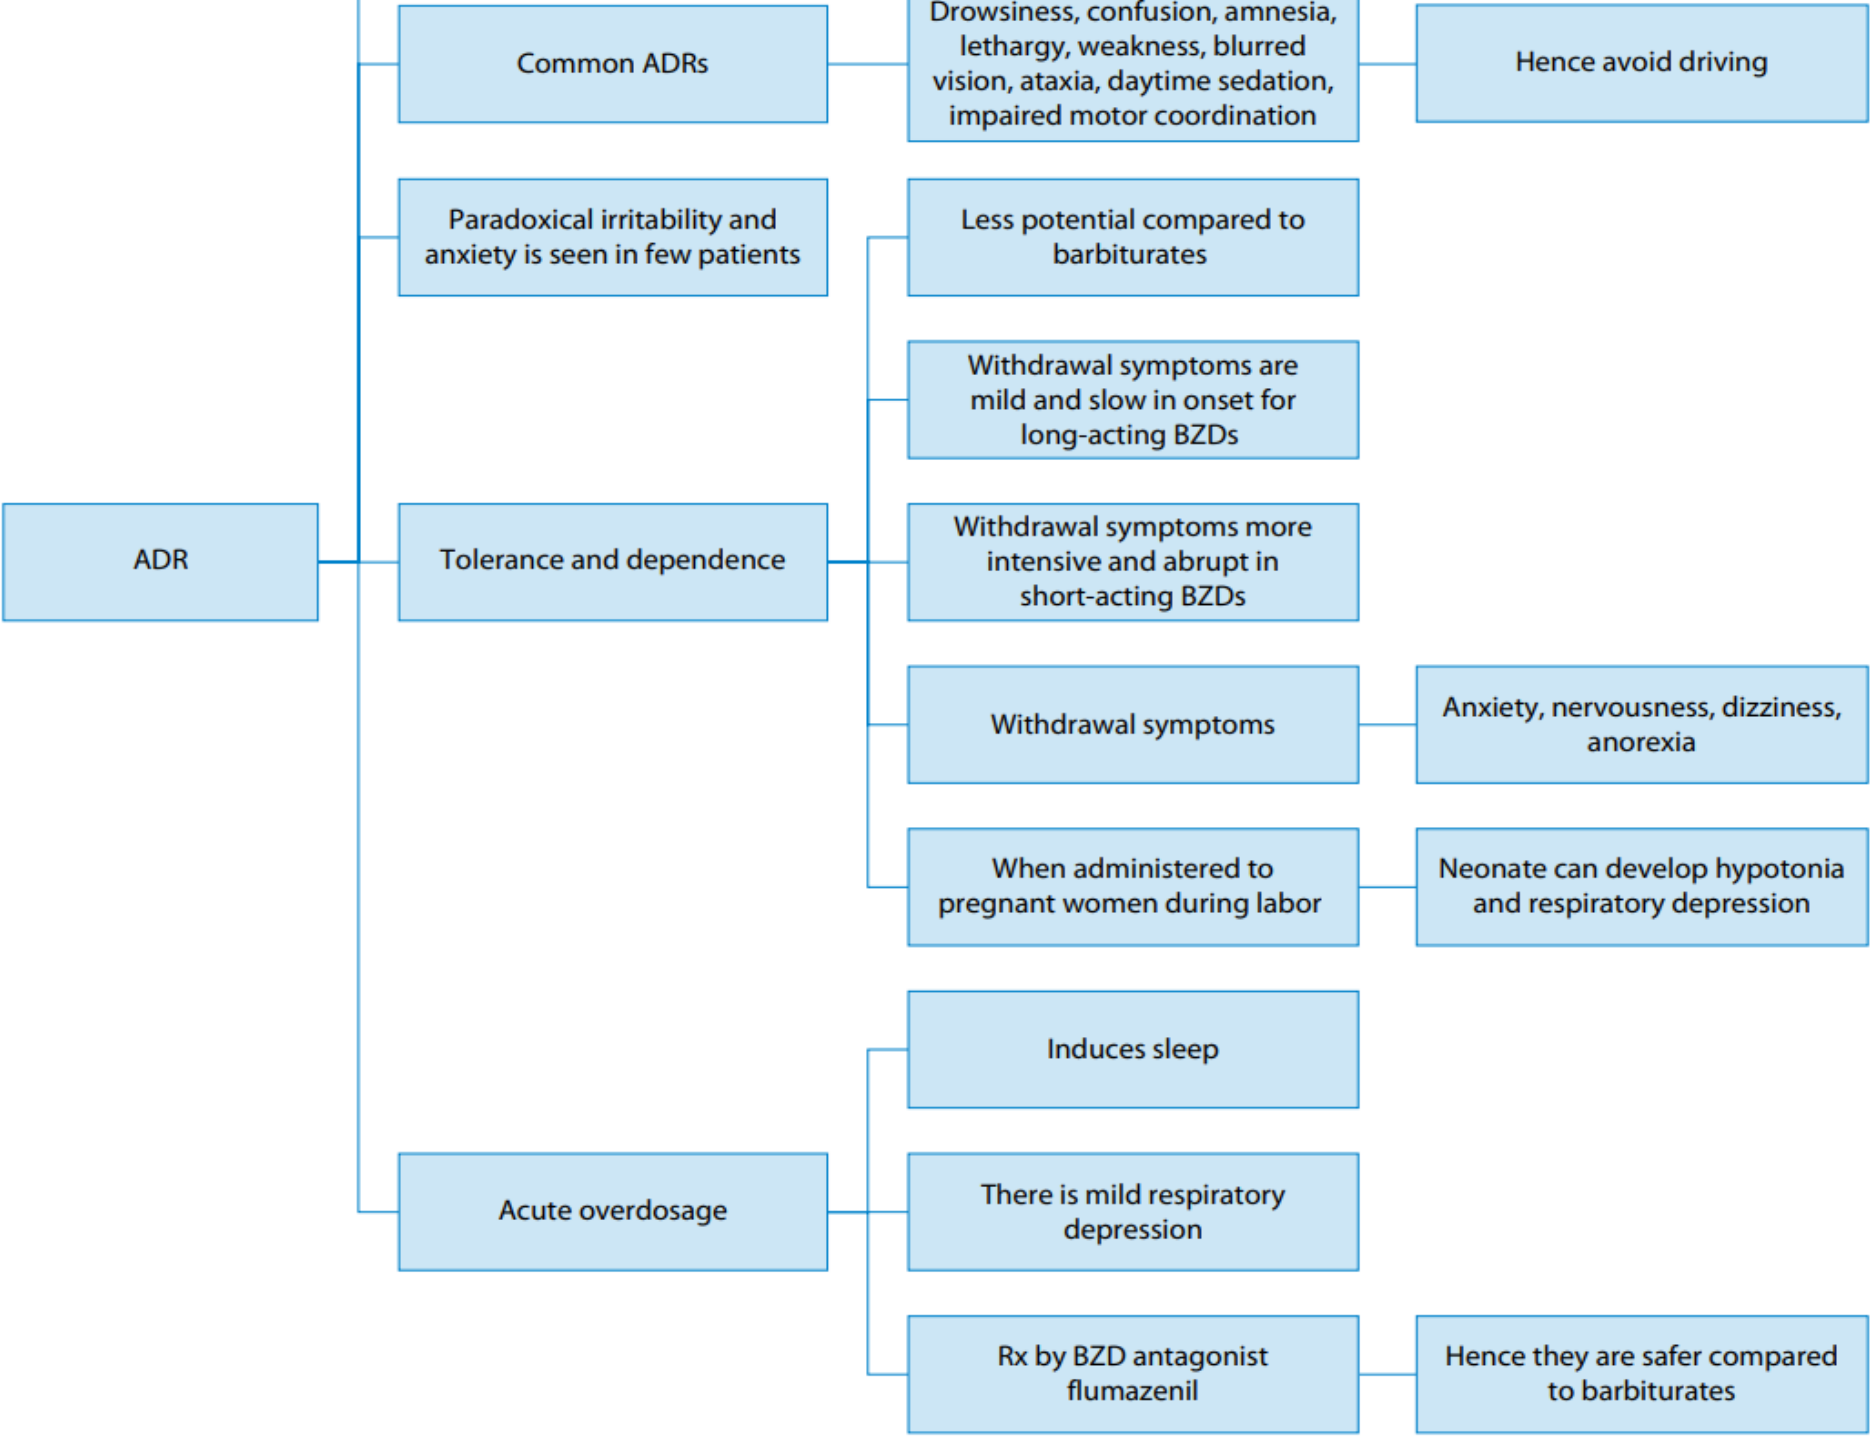 Common ADRs
Drowsiness, confusion, amnesia,
lethargy, weakness, blurred
vision, ataxia, daytime sedation,
impaired motor coordination
Hence avoid driving
Paradoxical irritability and
anxiety is seen in few patients
Less potential compared to
barbiturates
Withdrawal symptoms are
mild and slow in onset for
long-acting BZDs
ADR
Tolerance and dependence
Withdrawal symptoms more
intensive and abrupt in
short-acting BZDs
Withdrawal symptoms
Anxiety, nervousness, dizziness,
anorexia
When administered to
pregnant women during labor
Neonate can develop hypotonia
and respiratory depression
Induces sleep
Acute overdosage
There is mild respiratory
depression
Rx by BZD antagonist
flumazenil
Hence they are safer compared
to barbiturates